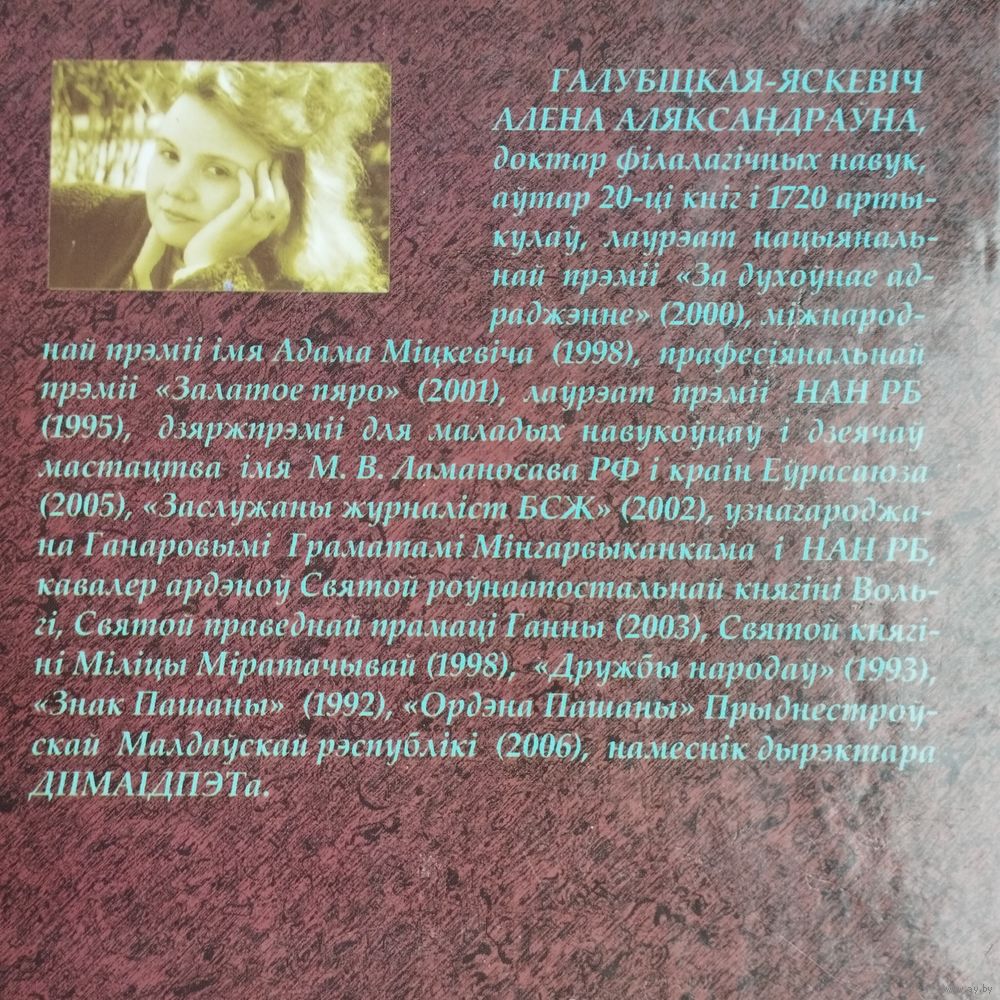 ГАЛУБІЦКАЯ-ЯСКЕВІЧ
АЛЕНА АЛЯКСАНДРАЎНА,
доктар філалагічных навук,
аўтар 20-ці кніг і 1720 арты-
кулаў, лаўрэат нацыяналь-
най прэміі «За духоўнае ад-
раджэнне» (2000), міжнарод-
най прэміі імя Адама Міцкевіча (1998), прафесіянальнай
прэміі «Залатое пяро» (2001), лаўрэат прэміі НАН РБ
(1995), дзяржпрэміі для маладых навукоўцаў і дзеячаў
мастацтва імя М. В. Ламаносава РФ і краін Еўрасаюза
(2005), «Заслужаны журналіст БСЖ» (2002), узнагароджа-
на Ганаровымі Граматамі Мінгарвыканкама і НАН РБ,
кавалер ардэноў Святой роўнаапостальнай княгіні Воль-
гі, Святой праведнай прамаці Ганны (2003), Святой княгі-
ні Міліцы Міратачывай (1998), «Дружбы народаў» (1993),
«Знак Пашаны» (1992), «Ордэна Пашаны» Прыднестроў-
скай Малдаўскай рэспублікі (2006), намеснік дырэктара
ДІІМАІДПЭТа.
www.ay.by